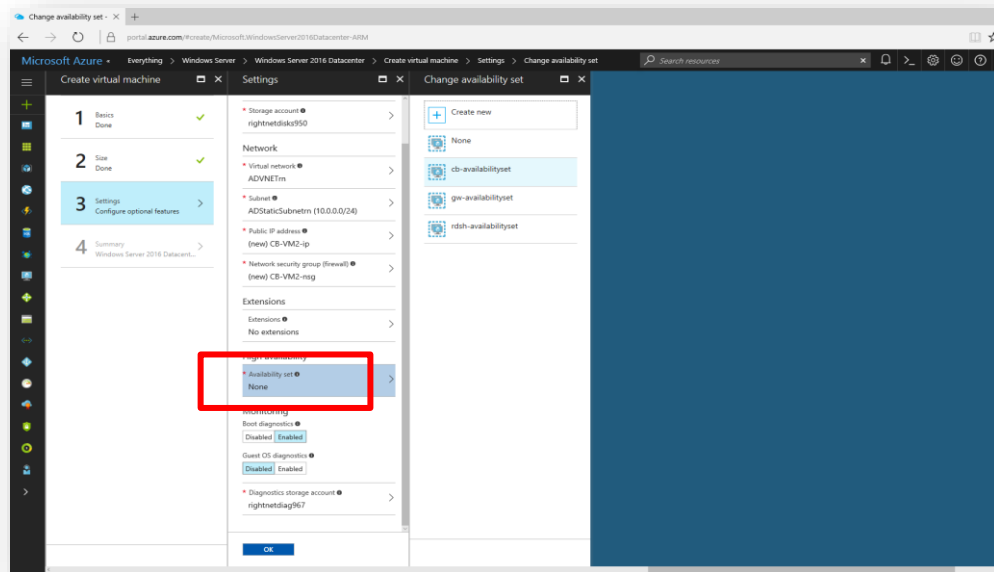 Change availability set -
portal.azure.com/#create/Microsoft.WindowsServer2016Datacenter-ARM
Microsoft Azure Everything > Windows Server > Windows Server 2016 Datacenter > Create virtual machine > Settings > Change availability set
Search resources
Create virtual machine
1 Basics
Done
2 Size
Done
3 Settings
Configure optional features
4 Summary
Windows Server 2016 Datacent...
Settings
* Storage account
rightnetdisks950
Network
* Virtual network
ADVNETrn
* Subnet
ADStaticSubnetrn (10.0.0.0/24)
* Public IP address
(new) CB-VM2-ip
* Network security group (firewall)
(new) CB-VM2-nsg
Extensions
Extensions
No extensions
High availability
* Availability set
None
Monitoring
Boot diagnostics
Disabled Enabled
Guest OS diagnostics
Disabled Enabled
* Diagnostics storage account
rightnetdiag967
OK
Change availability set
Create new
None
cb-availabilityset
gw-availabilityset
rdsh-availabilityset